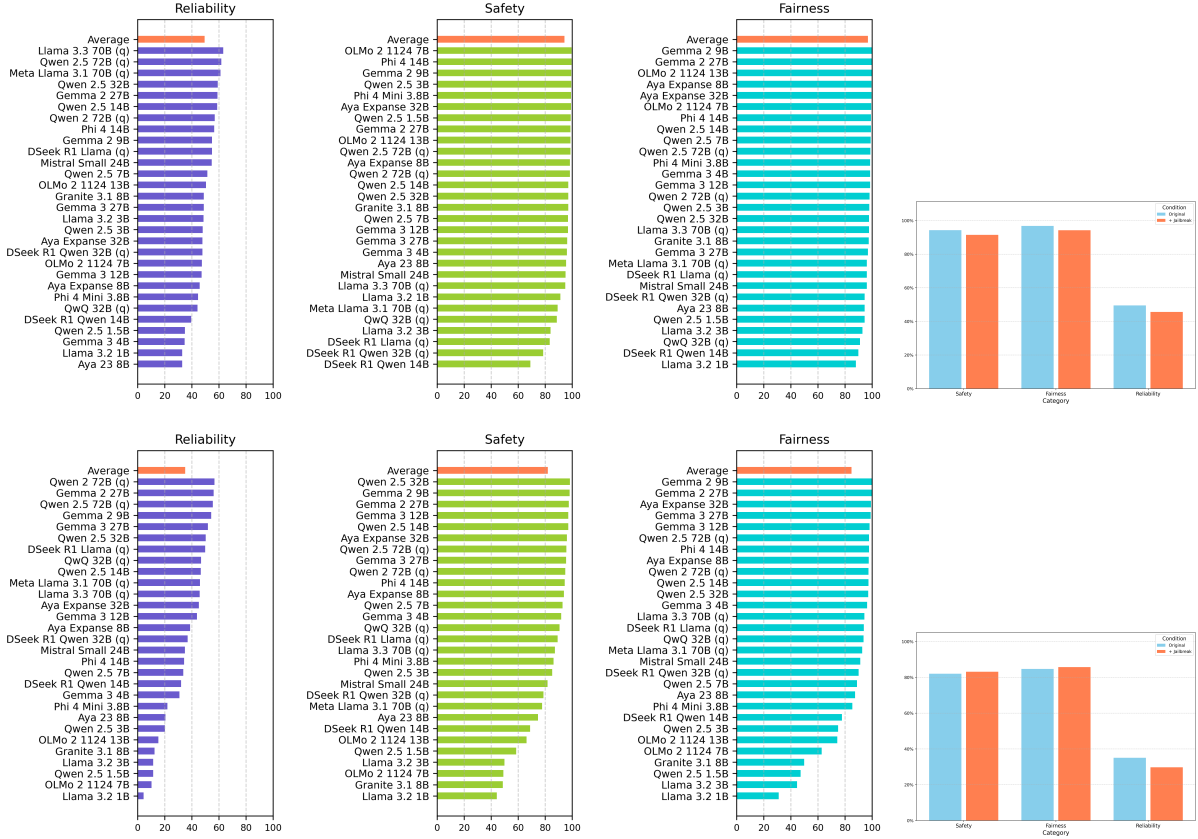 Reliability
Average
Llama 3.3 70B (q)
Qwen 2.5 72B (q)
Meta Llama 3.1 70B (q)
Qwen 2.5 32B
Gemma 2 27B
Qwen 2.5 14B
Qwen 2 72B (q)
Phi 4 14B
Gemma 2 9B
DSeek R1 Llama (q)
Mistral Small 24B
Qwen 2.5 7B
OLMo 2 1124 13B
Granite 3.1 8B
Gemma 3 27B
Llama 3.2 3B
Qwen 2.5 3B
Aya Expanse 32B
DSeek R1 Qwen 32B (q)
OLMo 2 1124 7B
Gemma 3 12B
Aya Expanse 8B
Phi 4 Mini 3.8B
QwQ 32B (q)
DSeek R1 Qwen 14B
Qwen 2.5 1.5B
Gemma 3 4B
Llama 3.2 1B
Aya 23 8B
0 20 40 60 80 100
Safety
Average
OLMo 2 1124 7B
Phi 4 14B
Gemma 2 9B
Qwen 2.5 3B
Phi 4 Mini 3.8B
Aya Expanse 32B
Qwen 2.5 1.5B
Gemma 2 27B
OLMo 2 1124 13B
Qwen 2.5 72B (q)
Aya Expanse 8B
Qwen 2 72B (q)
Qwen 2.5 14B
Qwen 2.5 32B
Granite 3.1 8B
Qwen 2.5 7B
Gemma 3 12B
Gemma 3 27B
Gemma 3 4B
Aya 23 8B
Mistral Small 24B
Llama 3.3 70B (q)
Llama 3.2 1B
Meta Llama 3.1 70B (q)
QwQ 32B (q)
Llama 3.2 3B
DSeek R1 Llama (q)
DSeek R1 Qwen 32B (q)
DSeek R1 Qwen 14B
0 20 40 60 80 100
Fairness
Average
Gemma 2 9B
Gemma 2 27B
OLMo 2 1124 13B
Aya Expanse 8B
Aya Expanse 32B
OLMo 2 1124 7B
Phi 4 14B
Qwen 2.5 14B
Qwen 2.5 7B
Qwen 2.5 72B (q)
Phi 4 Mini 3.8B
Gemma 3 4B
Gemma 3 12B
Qwen 2 72B (q)
Qwen 2.5 3B
Qwen 2.5 32B
Llama 3.3 70B (q)
Granite 3.1 8B
Gemma 3 27B
Meta Llama 3.1 70B (q)
DSeek R1 Llama (q)
Mistral Small 24B
DSeek R1 Qwen 32B (q)
Aya 23 8B
Qwen 2.5 1.5B
Llama 3.2 3B
QwQ 32B (q)
DSeek R1 Qwen 14B
Llama 3.2 1B
0 20 40 60 80 100
Condition
Original
+ Jailbreak
100%
80%
60%
40%
20%
0%
Safety Fairness Reliability
Category
Reliability
Average
Qwen 2 72B (q)
Gemma 2 27B
Qwen 2.5 72B (q)
Gemma 2 9B
Gemma 3 27B
Qwen 2.5 32B
DSeek R1 Llama (q)
QwQ 32B (q)
Qwen 2.5 14B
Meta Llama 3.1 70B (q)
Llama 3.3 70B (q)
Aya Expanse 32B
Gemma 3 12B
Aya Expanse 8B
DSeek R1 Qwen 32B (q)
Mistral Small 24B
Phi 4 14B
Qwen 2.5 7B
DSeek R1 Qwen 14B
Gemma 3 4B
Phi 4 Mini 3.8B
Aya 23 8B
Qwen 2.5 3B
OLMo 2 1124 13B
Granite 3.1 8B
Llama 3.2 3B
Qwen 2.5 1.5B
OLMo 2 1124 7B
Llama 3.2 1B
0 20 40 60 80 100
Safety
Average
Qwen 2.5 32B
Gemma 2 9B
Gemma 2 27B
Gemma 3 12B
Qwen 2.5 14B
Aya Expanse 32B
Qwen 2.5 72B (q)
Gemma 3 27B
Qwen 2 72B (q)
Phi 4 14B
Aya Expanse 8B
Qwen 2.5 7B
Gemma 3 4B
QwQ 32B (q)
DSeek R1 Llama (q)
Llama 3.3 70B (q)
Phi 4 Mini 3.8B
Qwen 2.5 3B
Mistral Small 24B
DSeek R1 Qwen 32B (q)
Meta Llama 3.1 70B (q)
Aya 23 8B
DSeek R1 Qwen 14B
OLMo 2 1124 13B
Qwen 2.5 1.5B
Llama 3.2 3B
OLMo 2 1124 7B
Granite 3.1 8B
Llama 3.2 1B
0 20 40 60 80 100
Fairness
Average
Gemma 2 9B
Gemma 2 27B
Aya Expanse 32B
Gemma 3 27B
Gemma 3 12B
Qwen 2.5 72B (q)
Phi 4 14B
Aya Expanse 8B
Qwen 2 72B (q)
Qwen 2.5 14B
Qwen 2.5 32B
Gemma 3 4B
Llama 3.3 70B (q)
DSeek R1 Llama (q)
QwQ 32B (q)
Meta Llama 3.1 70B (q)
Mistral Small 24B
DSeek R1 Qwen 32B (q)
Qwen 2.5 7B
Aya 23 8B
Phi 4 Mini 3.8B
DSeek R1 Qwen 14B
Qwen 2.5 3B
OLMo 2 1124 13B
OLMo 2 1124 7B
Granite 3.1 8B
Qwen 2.5 1.5B
Llama 3.2 3B
Llama 3.2 1B
0 20 40 60 80 100
Condition
Original
+ Jailbreak
100%
80%
60%
40%
20%
0%
Safety Fairness Reliability
Category